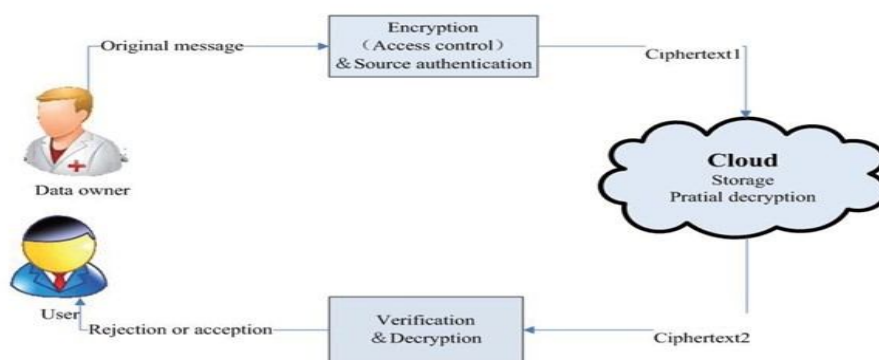 Original message
Encryption
(Access control)
& Source authentication
Ciphertext1
Data owner
Cloud
Storage
Pratial decryption
User
Rejection or acception
Verification
& Decryption
Ciphertext2